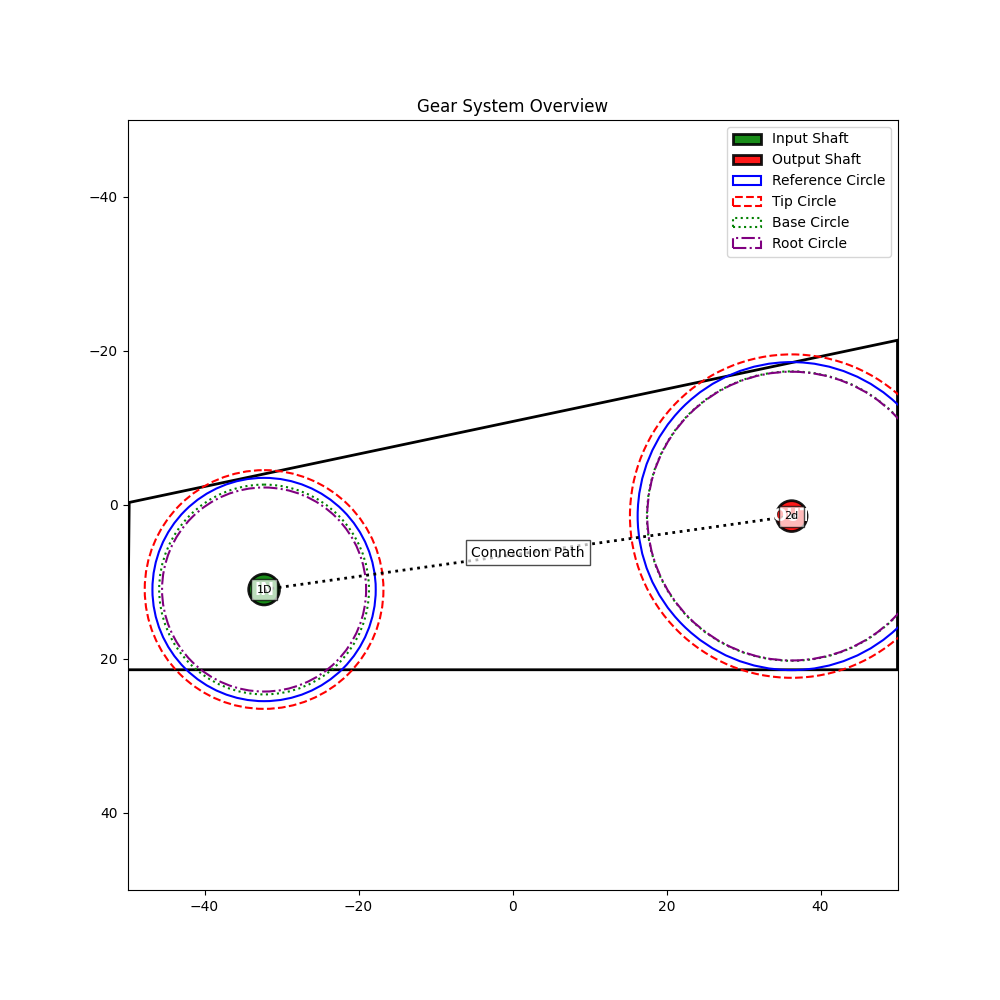 Gear System Overview
Input Shaft
Output Shaft
Reference Circle
Tip Circle
Base Circle
Root Circle
−40
−20
0
20
40
2d
Connection Path
1D
−40
−20
0
20
40